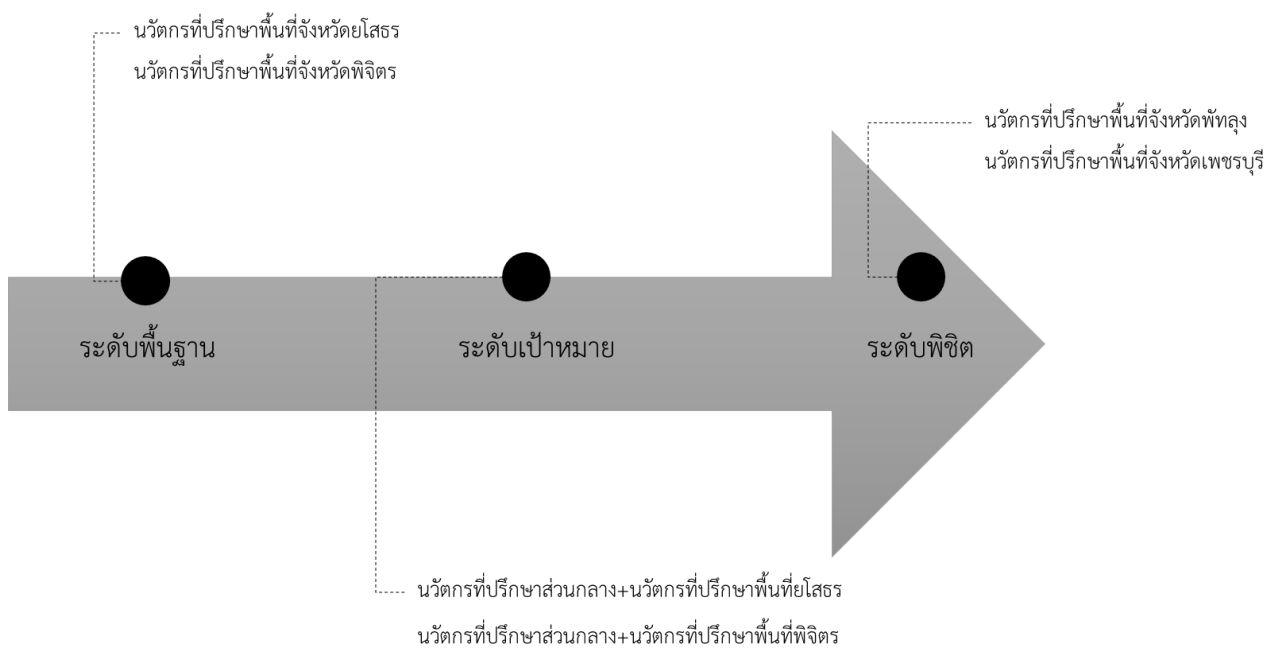 นวัตกรที่ปรึกษาพื้นที่จังหวัดยโสธร
นวัตกรที่ปรึกษาพื้นที่จังหวัดพิจิตร
นวัตกรที่ปรึกษาพื้นที่จังหวัดพัทลุง
นวัตกรที่ปรึกษาพื้นที่จังหวัดเพชรบุรี
ระดับพื้นฐาน
ระดับเป้าหมาย
ระดับพิชิต
นวัตกรที่ปรึกษาส่วนกลาง+นวัตกรที่ปรึกษาพื้นที่ยโสธร
นวัตกรที่ปรึกษาส่วนกลาง+นวัตกรที่ปรึกษาพื้นที่พิจิตร